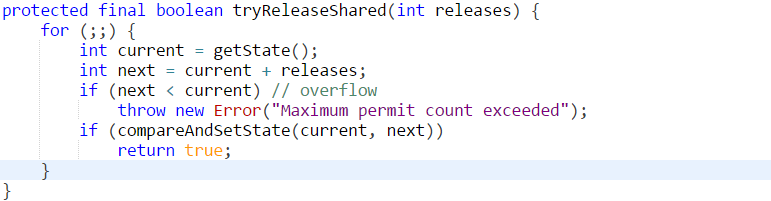 protected final boolean tryReleaseShared(int releases) {
    for (;;) {
        int current = getState();
        int next = current + releases;
        if (next < current) // overflow
            throw new Error("Maximum permit count exceeded");
        if (compareAndSetState(current, next))
            return true;
    }
}